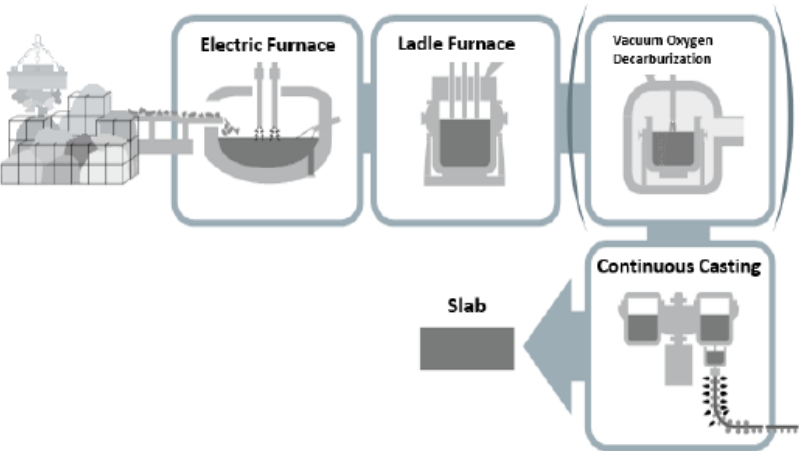 Electric Furnace
Ladle Furnace
Vacuum Oxygen
Decarburization
Continuous Casting
Slab